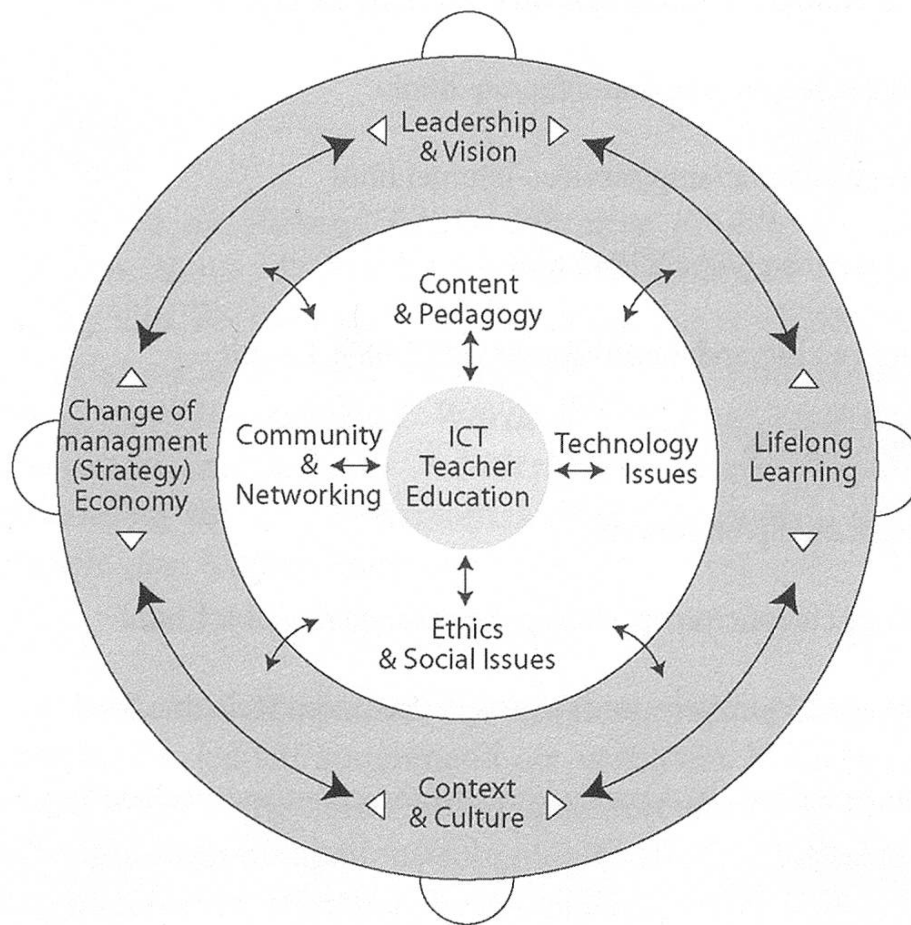 Leadership
& Vision
Content
& Pedagogy
Change of
managment
(Strategy)
Economy
Community
&
Networking
ICT
Teacher
Education
Technology
Issues
Lifelong
Learning
Ethics
& Social Issues
Context
& Culture